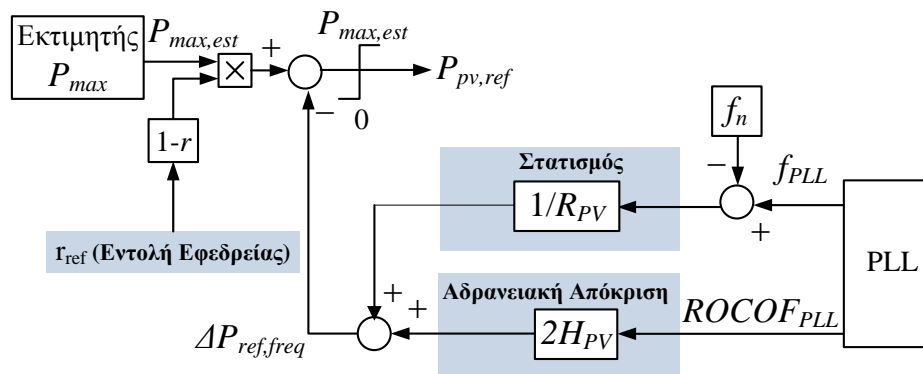 Εκτιμητής
P_max
P_max,est
×
+
−
P_max,est
0
P_pv,ref
1-r
r_ref (Εντολή Εφεδρείας)
f_n
−
+
f_PLL
Στατισμός
1/R_PV
PLL
Αδρανειακή Απόκριση
2H_PV
ROCOF_PLL
+
+
ΔP_ref,freq